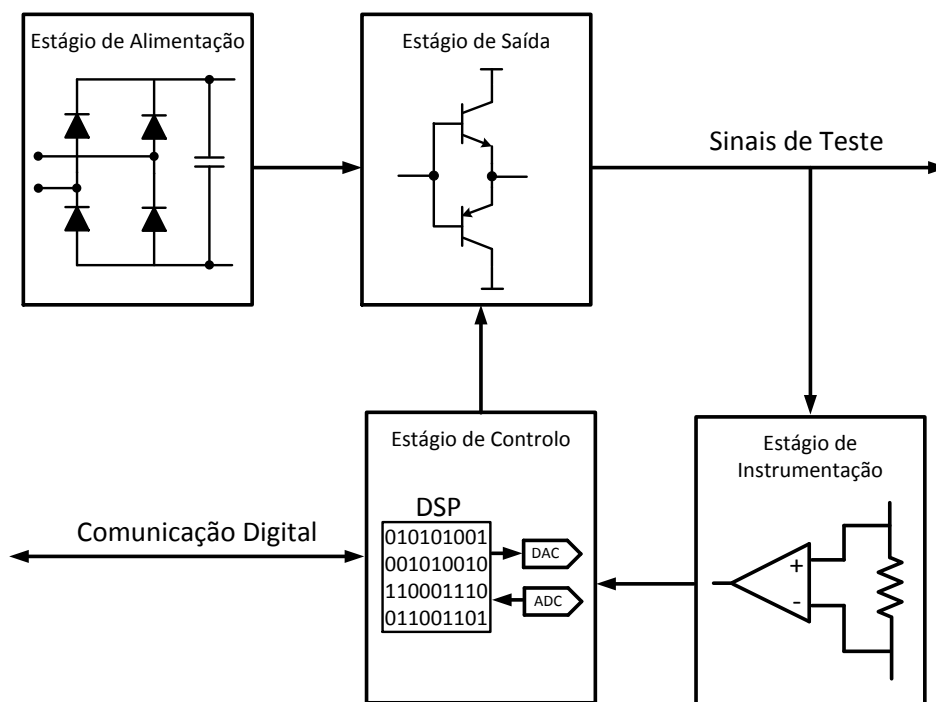 Estágio de Alimentação
Estágio de Saída
Sinais de Teste
Estágio de Controlo
DSP
010101001
001010010
110001110
011001101
DAC
ADC
Comunicação Digital
Estágio de
Instrumentação
+
-